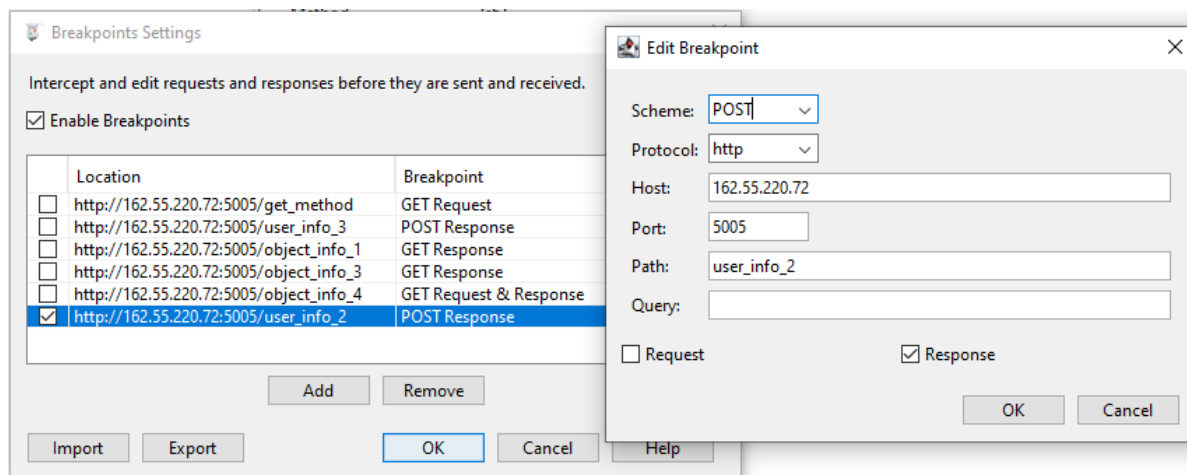 Breakpoints Settings
Intercept and edit requests and responses before they are sent and received.
Enable Breakpoints
Location Breakpoint
http://162.55.220.72:5005/get_method GET Request
http://162.55.220.72:5005/user_info_3 POST Response
http://162.55.220.72:5005/object_info_1 GET Response
http://162.55.220.72:5005/object_info_3 GET Response
http://162.55.220.72:5005/object_info_4 GET Request & Response
http://162.55.220.72:5005/user_info_2 POST Response
Add Remove
Import Export OK Cancel Help
Edit Breakpoint
Scheme: POST
Protocol: http
Host: 162.55.220.72
Port: 5005
Path: user_info_2
Query:
Request Response
OK Cancel